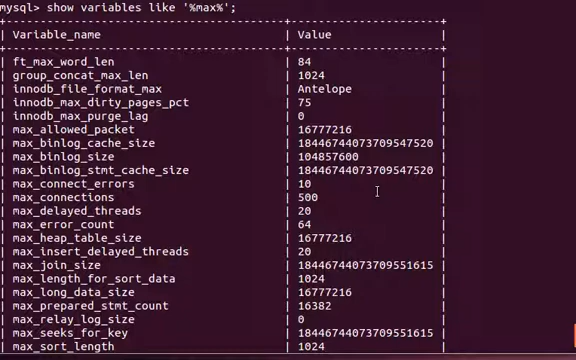 mysql> show variables like '%max%';
+---------------------------------+----------------------+
| Variable_name | Value |
+---------------------------------+----------------------+
| ft_max_word_len | 84 |
| group_concat_max_len | 1024 |
| innodb_file_format_max | Antelope |
| innodb_max_dirty_pages_pct | 75 |
| innodb_max_purge_lag | 0 |
| max_allowed_packet | 16777216 |
| max_binlog_cache_size | 18446744073709547520 |
| max_binlog_size | 104857600 |
| max_binlog_stmt_cache_size | 18446744073709547520 |
| max_connect_errors | 10 |
| max_connections | 500 |
| max_delayed_threads | 20 |
| max_error_count | 64 |
| max_heap_table_size | 16777216 |
| max_insert_delayed_threads | 20 |
| max_join_size | 18446744073709551615 |
| max_length_for_sort_data | 1024 |
| max_long_data_size | 16777216 |
| max_prepared_stmt_count | 16382 |
| max_relay_log_size | 0 |
| max_seeks_for_key | 18446744073709551615 |
| max_sort_length | 1024 |